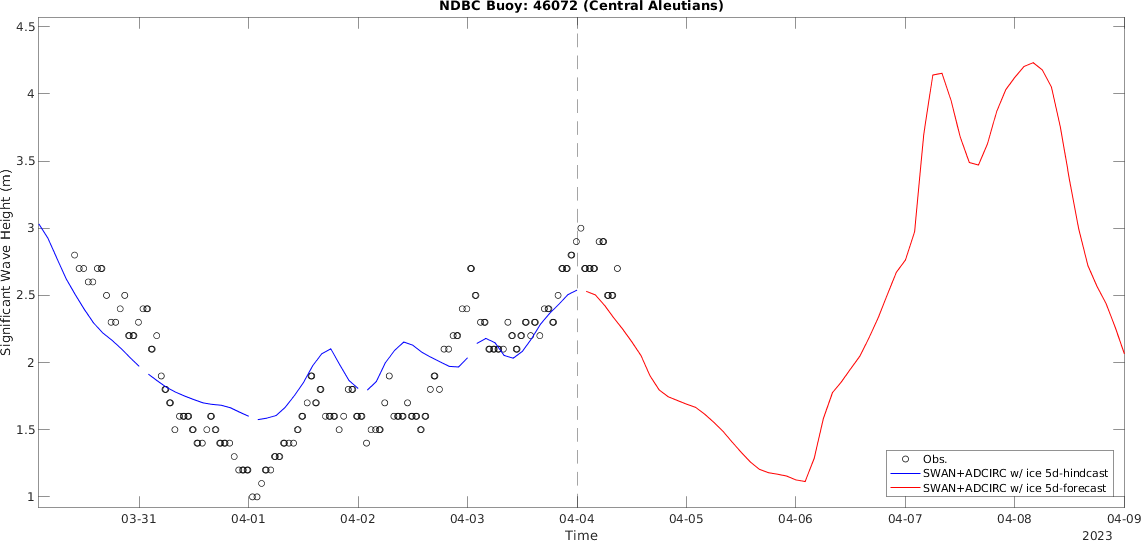 NDBC Buoy: 46072 (Central Aleutians)
4.5
4
3.5
3
2.5
2
1.5
1
Significant Wave Height (m)
Obs.
SWAN+ADCIRC w/ ice 5d-hindcast
SWAN+ADCIRC w/ ice 5d-forecast
03-31 04-01 04-02 04-03 04-04 04-05 04-06 04-07 04-08 04-09
Time
2023